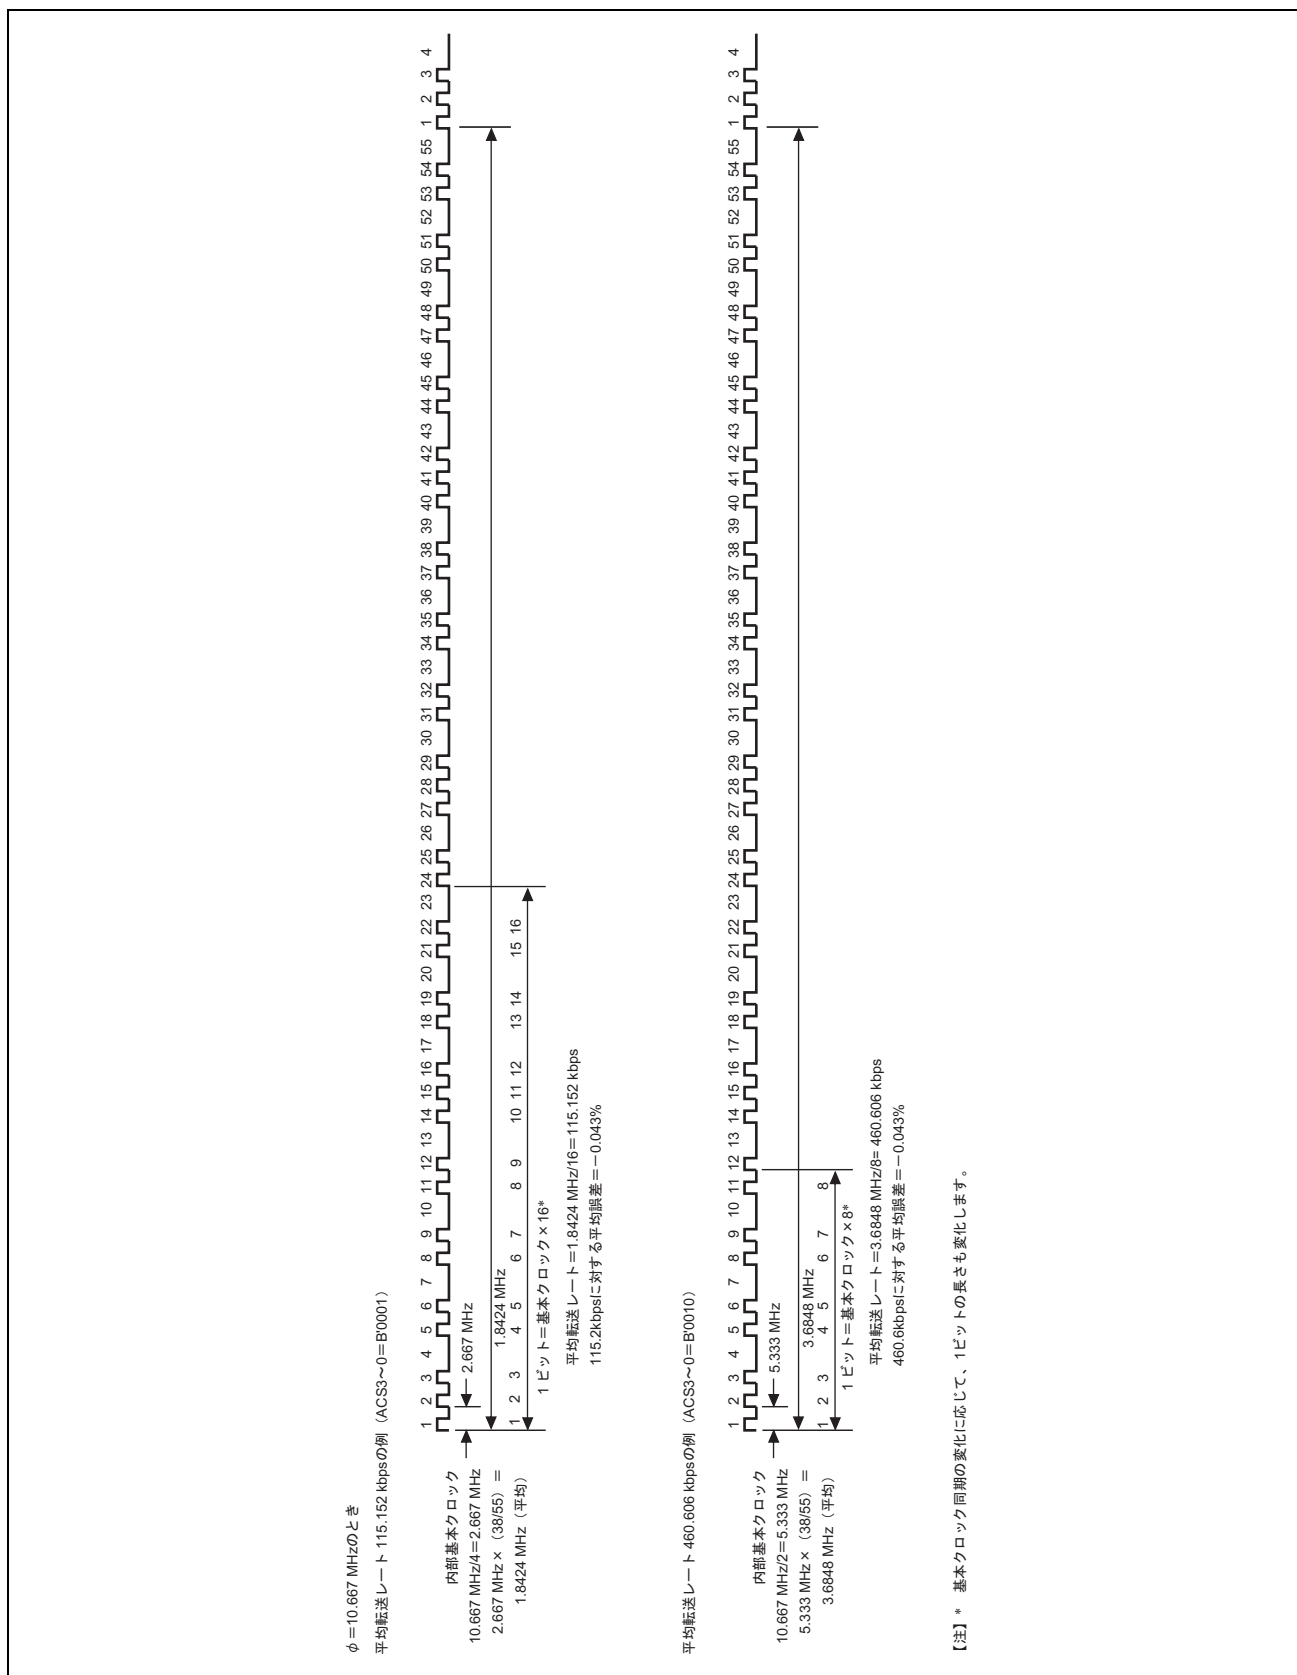 φ＝10.667 MHzのとき
平均転送レート 115.152 kbpsの例（ACS3～0＝B'0001）
1 2 3 4 5 6 7 8 9 10 11 12 13 14 15 16 17 18 19 20 21 22 23 24 25 26 27 28 29 30 31 32 33 34 35 36 37 38 39 40 41 42 43 44 45 46 47 48 49 50 51 52 53 54 55 1 2 3 4
内部基本クロック
10.667 MHz/4＝2.667 MHz
2.667 MHz
2.667 MHz×（38/55）＝
1.8424 MHz
1.8424 MHz（平均）
1 2 3 4 5 6 7 8 9 10 11 12 13 14 15 16
1 ビット＝基本クロック×16*
平均転送レート＝1.8424 MHz/16＝115.152 kbps
115.2kbpsに対する平均誤差＝－0.043%
平均転送レート 460.606 kbpsの例（ACS3～0＝B'0010）
1 2 3 4 5 6 7 8 9 10 11 12 13 14 15 16 17 18 19 20 21 22 23 24 25 26 27 28 29 30 31 32 33 34 35 36 37 38 39 40 41 42 43 44 45 46 47 48 49 50 51 52 53 54 55 1 2 3 4
内部基本クロック
10.667 MHz/2＝5.333 MHz
5.333 MHz
5.333 MHz×（38/55）＝
3.6848 MHz
3.6848 MHz（平均）
1 2 3 4 5 6 7 8
1 ビット＝基本クロック×8*
平均転送レート＝3.6848 MHz/8= 460.606 kbps
460.6kbpsに対する平均誤差＝－0.043%
【注】* 基本クロック同期の変化に応じて、1ビットの長さも変化します。